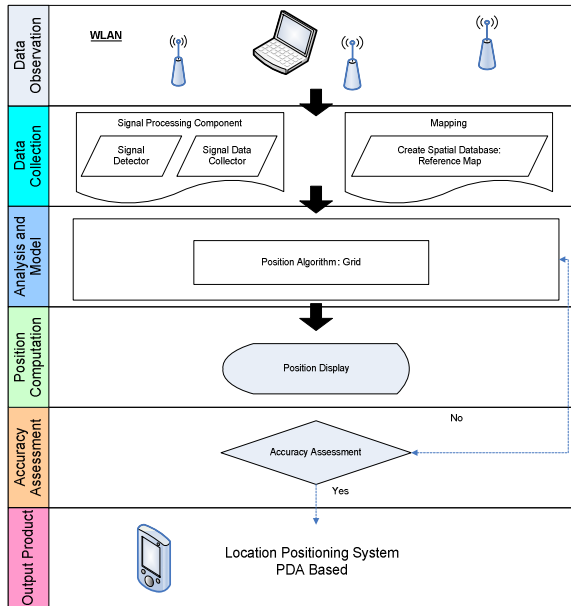 Data
Observation
WLAN
Data
Collection
Signal Processing Component
Signal
Detector
Signal Data
Collector
Mapping
Create Spatial Database:
Reference Map
Analysis and
Model
Position Algorithm : Grid
Position
Computation
Position Display
Accuracy
Assessment
No
Accuracy Assessment
Yes
Output Product
Location Positioning System
PDA Based